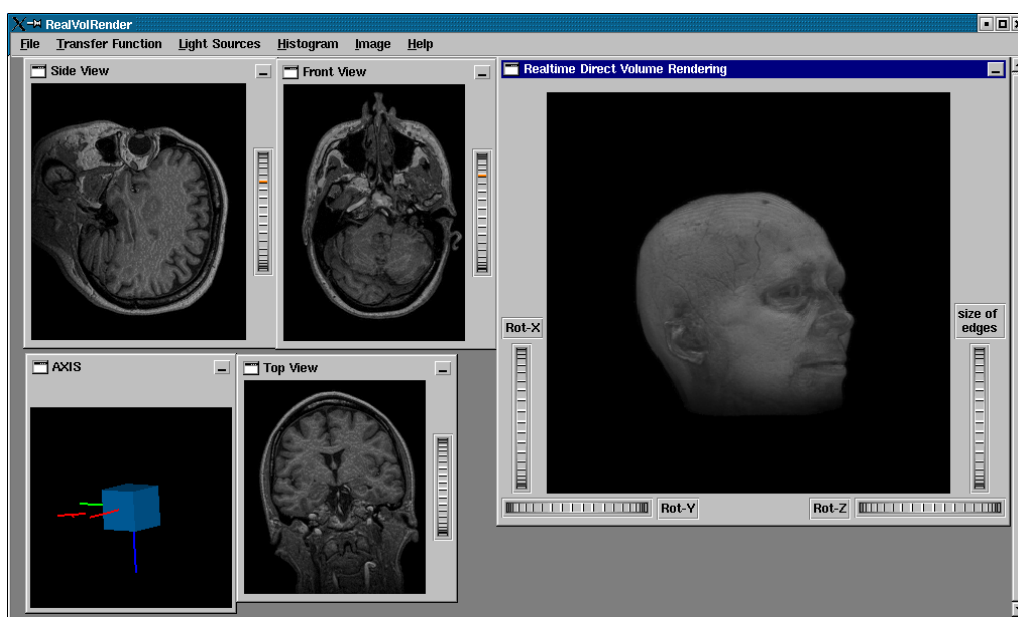 RealVolRender
File Transfer Function Light Sources Histogram Image Help
Side View
Front View
Realtime Direct Volume Rendering
Rot-X
size of
edges
AXIS
Top View
Rot-Y
Rot-Z